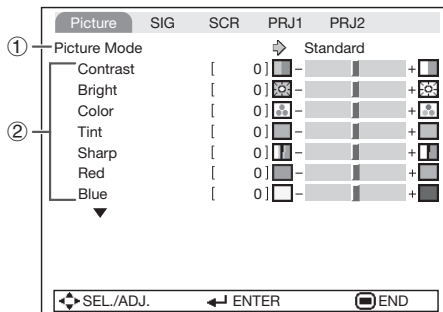 Picture SIG SCR PRJ1 PRJ2
① Picture Mode Standard
Contrast [ 0 ] - +
Bright [ 0 ] - +
② Color [ 0 ] - +
Tint [ 0 ] - +
Sharp [ 0 ] - +
Red [ 0 ] - +
Blue [ 0 ] - +
SEL./ADJ. ENTER END